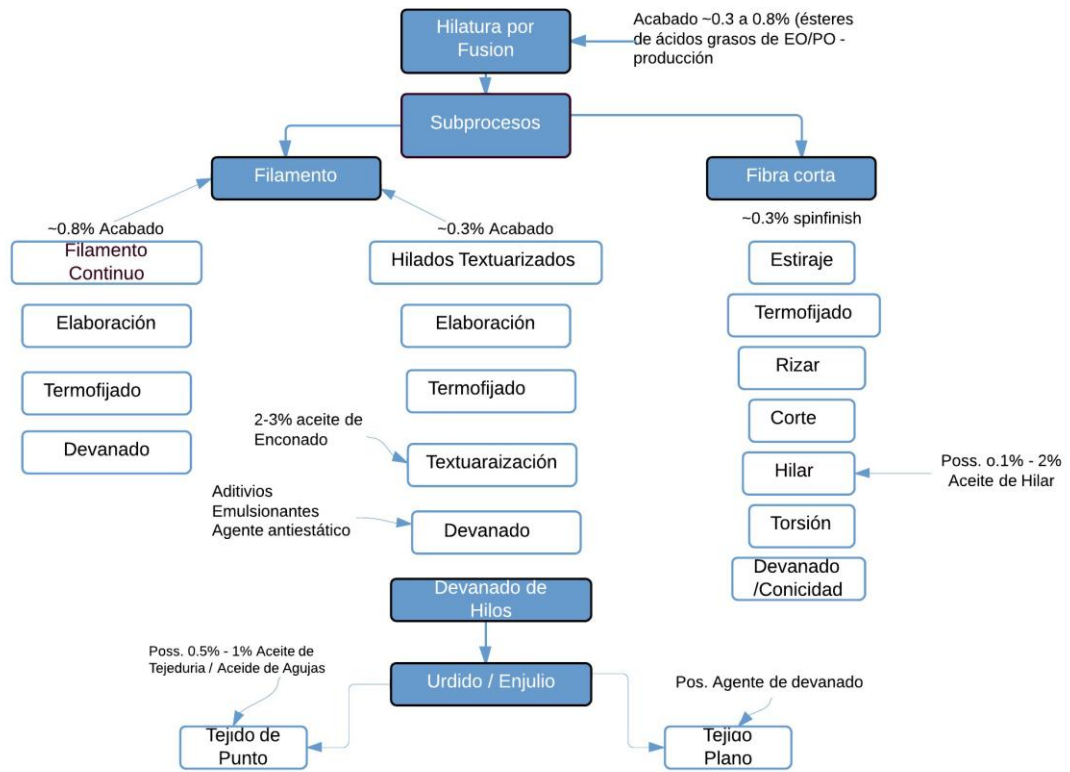 Hilatura por
Fusion
Acabado ~0.3 a 0.8% (ésteres
de ácidos grasos de EO/PO -
producción
Subprocesos
Filamento
Fibra corta
~0.8% Acabado
Filamento
Continuo
Elaboración
Termofijado
Devanado
~0.3% Acabado
Hilados Textuarizados
Elaboración
Termofijado
2-3% aceite de
Enconado
Textuaraización
Aditivios
Emulsionantes
Agente antiestático
Devanado
~0.3% spinfinish
Estiraje
Termofijado
Rizar
Corte
Hilar
Poss. o.1% - 2%
Aceite de Hilar
Torsión
Devanado
/Conicidad
Devanado de
Hilos
Urdido / Enjulio
Poss. 0.5% - 1% Aceite de
Tejeduria / Aceide de Agujas
Tejido de
Punto
Pos. Agente de devanado
Tejido
Plano